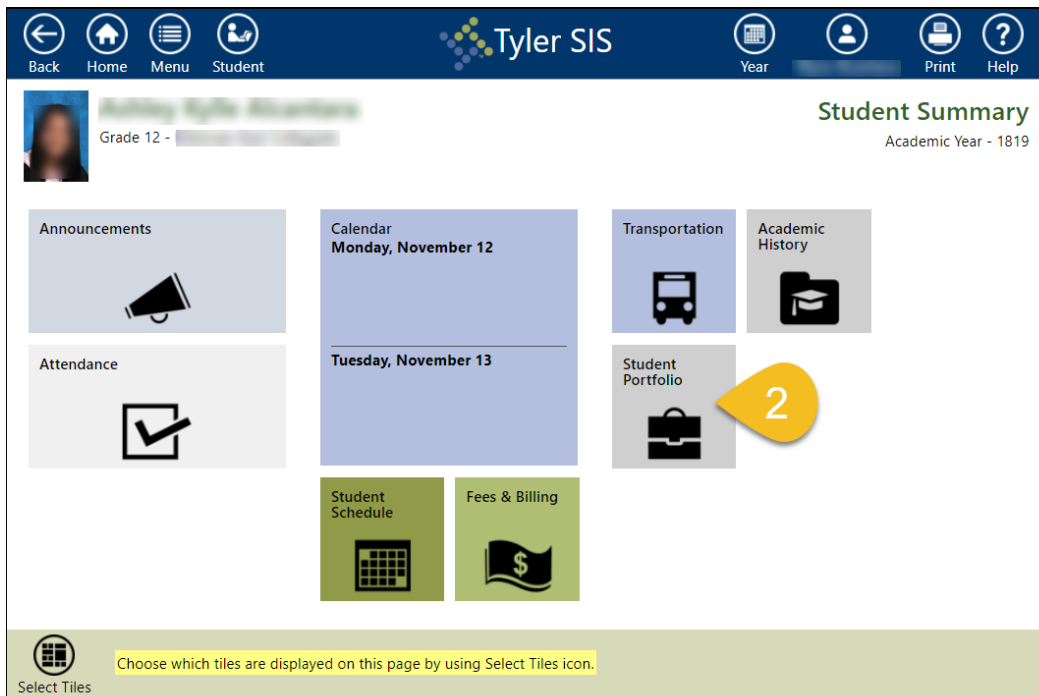 Back Home Menu Student
Tyler SIS
Year Print Help
Student Summary
Grade 12 -
Academic Year - 1819
Announcements
Calendar
Monday, November 12
Transportation
Academic
History
Attendance
Tuesday, November 13
Student
Portfolio
2
Student
Schedule
Fees & Billing
$
Choose which tiles are displayed on this page by using Select Tiles icon.
Select Tiles